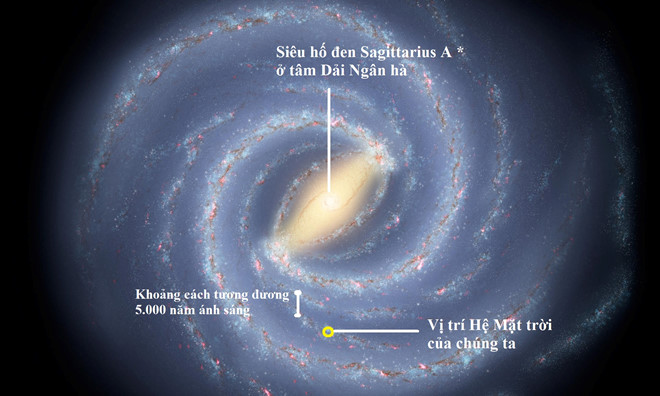 Siêu hố đen Sagittarius A *
ở tâm Dải Ngân hà
Khoảng cách tương đương
5.000 năm ánh sáng
Vị trí Hệ Mặt trời
của chúng ta